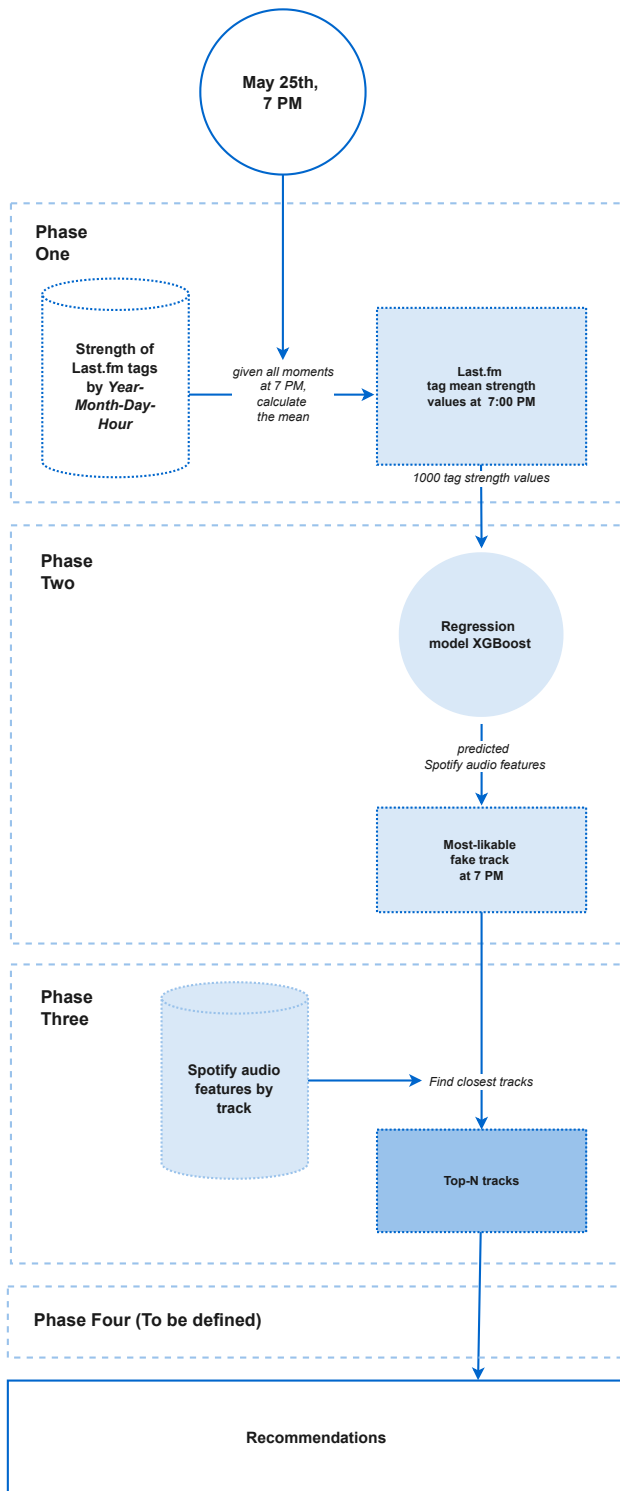 May 25th,
7 PM
Phase
One
Strength of
Last.fm tags
by Year-
Month-Day-
Hour
given all moments
at 7 PM,
calculate
the mean
Last.fm
tag mean strength
values at 7:00 PM
1000 tag strength values
Phase
Two
Regression
model XGBoost
predicted
Spotify audio features
Most-likable
fake track
at 7 PM
Phase
Three
Spotify audio
features by
track
Find closest tracks
Top-N tracks
Phase Four (To be defined)
Recommendations